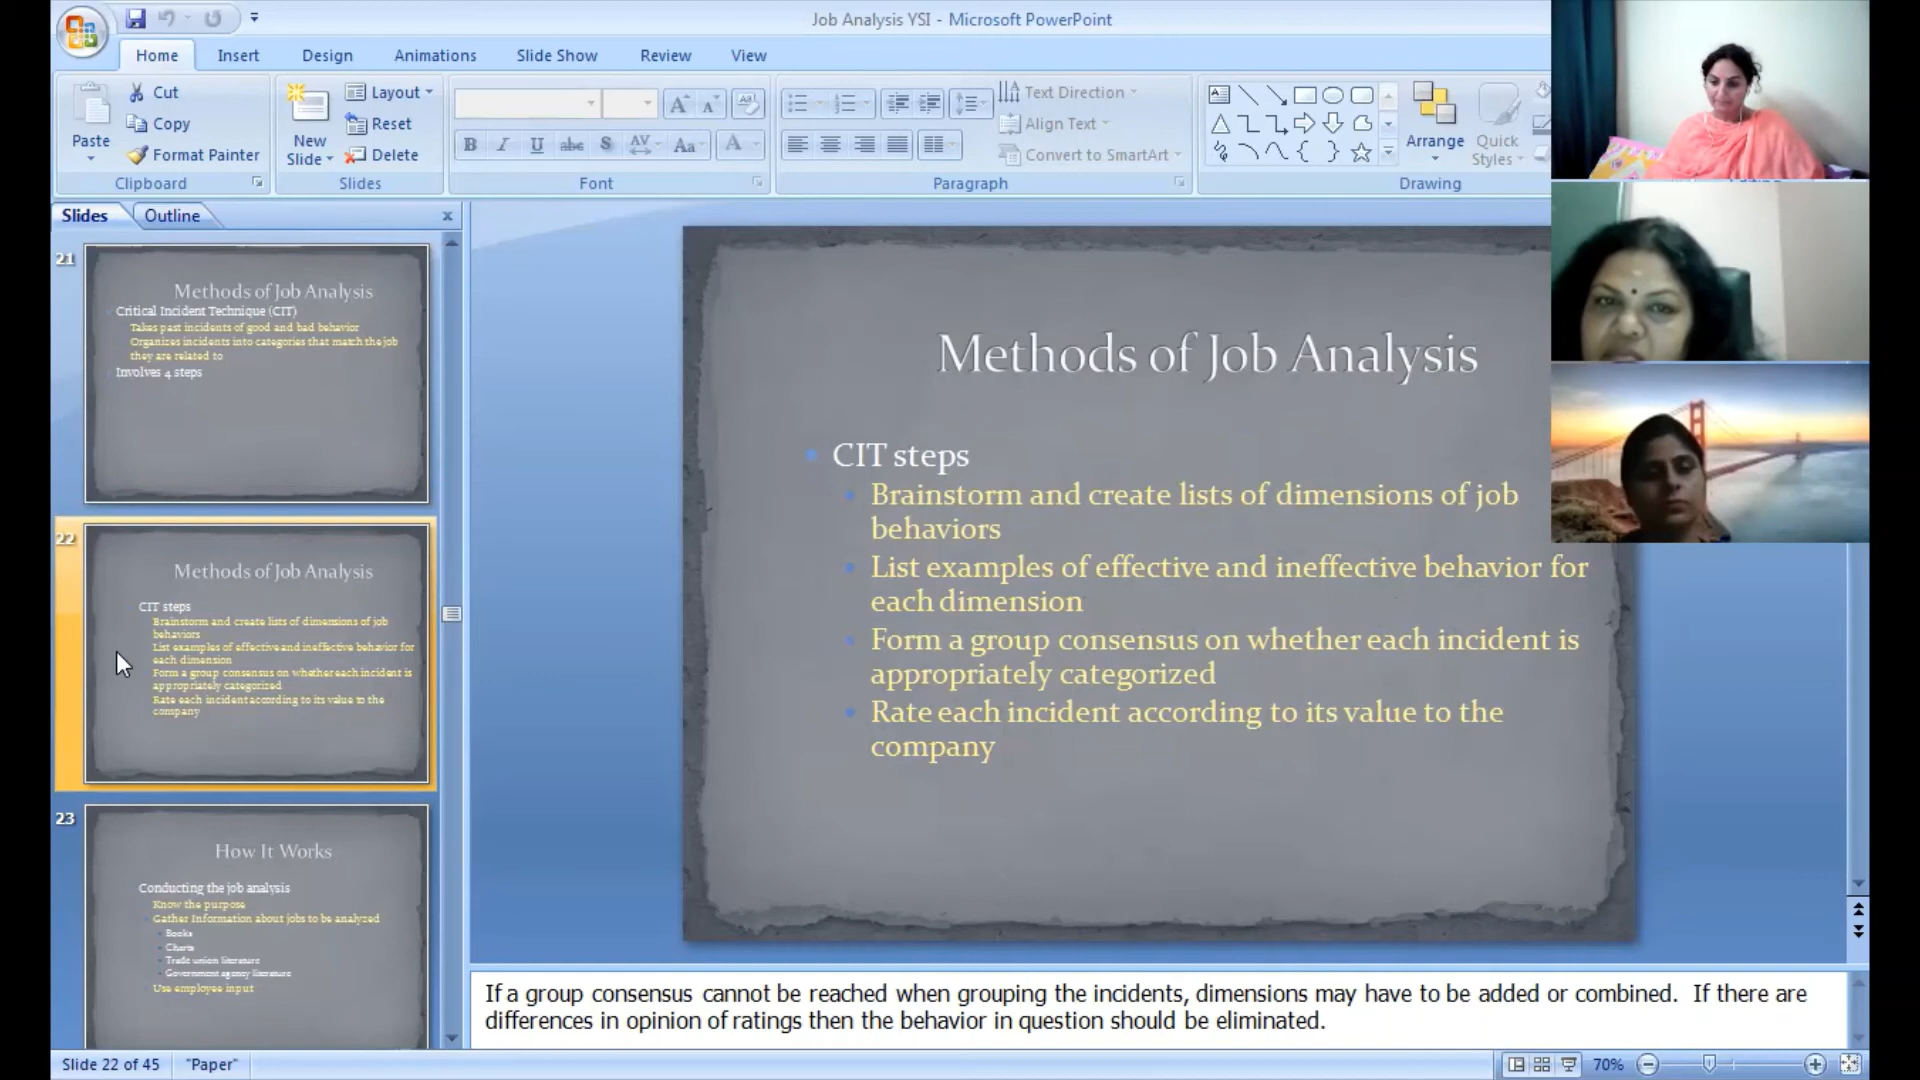 Job Analysis YSI - Microsoft PowerPoint
Home Insert Design Animations Slide Show Review View
Paste
Cut
Copy
Format Painter
Clipboard
New
Slide
Layout
Reset
Delete
Slides
B I U abc S AV Aa A
Font
Text Direction
Align Text
Convert to SmartArt
Paragraph
Arrange
Quick
Styles
Drawing
Slides Outline x
21
Methods of Job Analysis
Critical Incident Technique (CIT)
Takes past incidents of good and bad behavior
Organizes incidents into categories that match the job
they are related to
Involves 4 steps
22
Methods of Job Analysis
CIT steps
Brainstorm and create lists of dimensions of job
behaviors
List examples of effective and ineffective behavior for
each dimension
Form a group consensus on whether each incident is
appropriately categorized
Rate each incident according to its value to the
company
23
How It Works
Conducting the job analysis
Know the purpose
Gather Information about jobs to be analyzed
Books
Charts
Trade union literature
Government agency literature
Use employee input
Methods of Job Analysis
CIT steps
Brainstorm and create lists of dimensions of job
behaviors
List examples of effective and ineffective behavior for
each dimension
Form a group consensus on whether each incident is
appropriately categorized
Rate each incident according to its value to the
company
If a group consensus cannot be reached when grouping the incidents, dimensions may have to be added or combined.  If there are
differences in opinion of ratings then the behavior in question should be eliminated.
Slide 22 of 45 "Paper" 70%